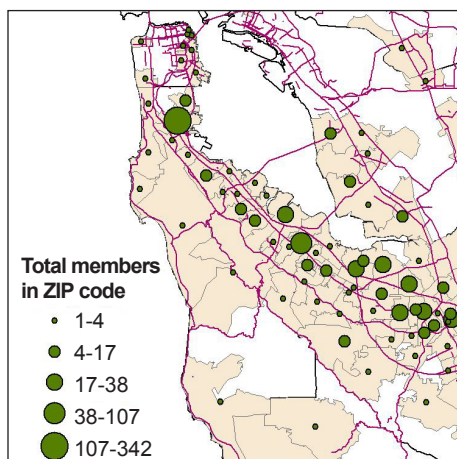 Total members
in ZIP code
1-4
4-17
17-38
38-107
107-342